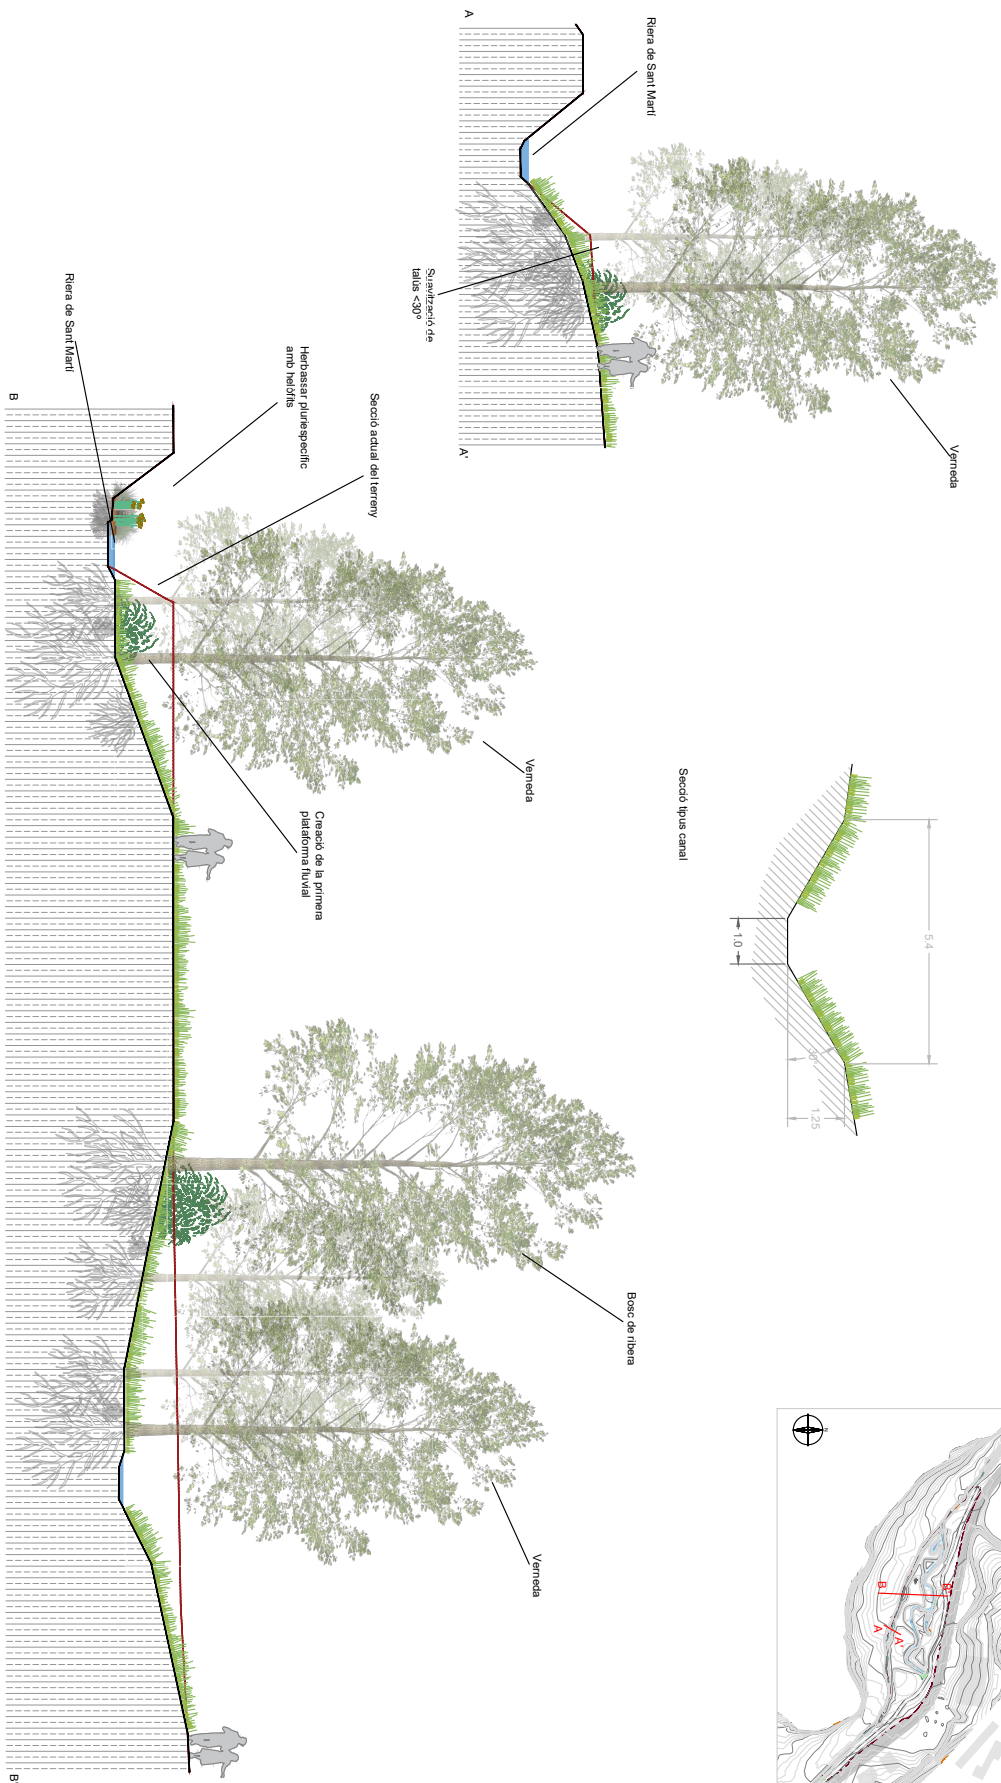 A
Riera de Sant Martí
Suavització de
talús <30º
A'
Verneda
Riera de Sant Martí
B
Herbassar pluriespecífic
amb helòfits
Secció actual del terreny
Verneda
Creació de la primera
plataforma fluvial
Bosc de ribera
Verneda
B'
Secció tipus canal
5.4
1.0
30°
1.25
N
B
B'
A
A'